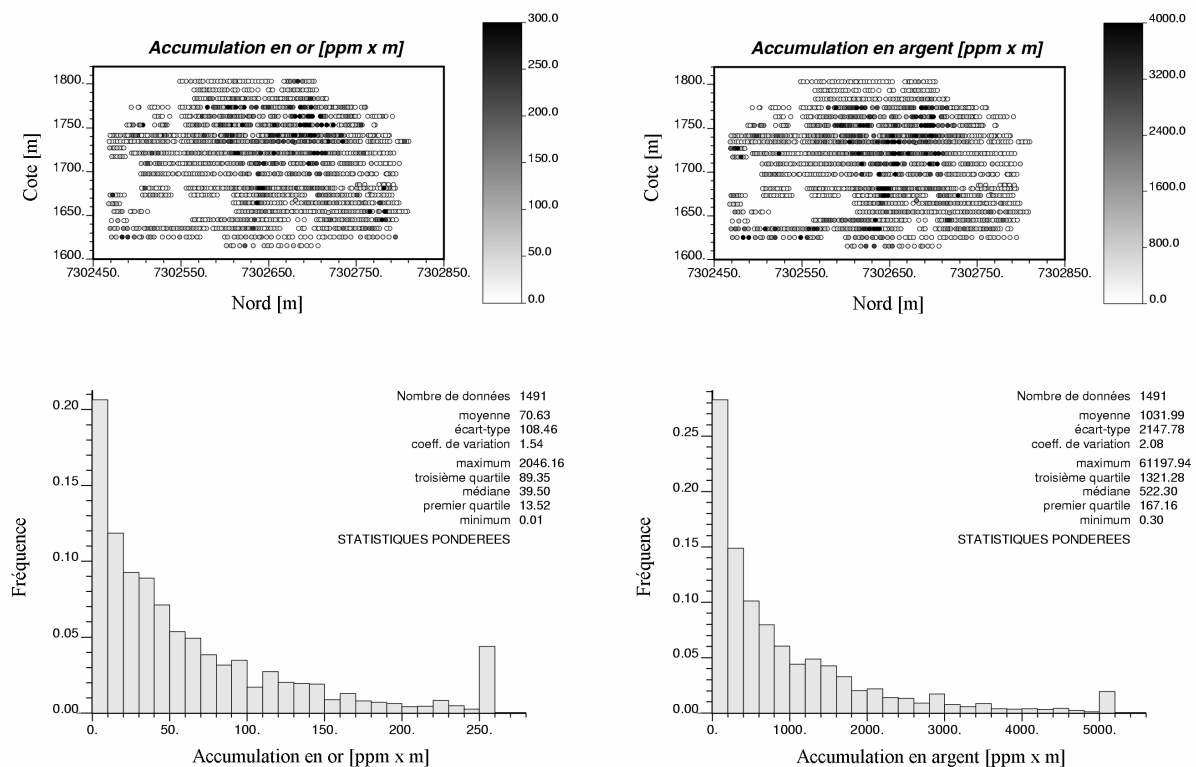 Accumulation en or [ppm x m]
1800.
1750.
1700.
1650.
1600.
Cote [m]
7302450. 7302550. 7302650. 7302750. 7302850.
Nord [m]
300.0
250.0
200.0
150.0
100.0
50.0
0.0
Accumulation en argent [ppm x m]
1800.
1750.
1700.
1650.
1600.
Cote [m]
7302450. 7302550. 7302650. 7302750. 7302850.
Nord [m]
4000.0
3200.0
2400.0
1600.0
800.0
0.0
Nombre de données 1491
moyenne 70.63
écart-type 108.46
coeff. de variation 1.54
maximum 2046.16
troisième quartile 89.35
médiane 39.50
premier quartile 13.52
minimum 0.01
STATISTIQUES PONDEREES
Fréquence
0.20
0.15
0.10
0.05
0.00
0. 50. 100. 150. 200. 250.
Accumulation en or [ppm x m]
Nombre de données 1491
moyenne 1031.99
écart-type 2147.78
coeff. de variation 2.08
maximum 61197.94
troisième quartile 1321.28
médiane 522.30
premier quartile 167.16
minimum 0.30
STATISTIQUES PONDEREES
Fréquence
0.25
0.20
0.15
0.10
0.05
0.00
0. 1000. 2000. 3000. 4000. 5000.
Accumulation en argent [ppm x m]